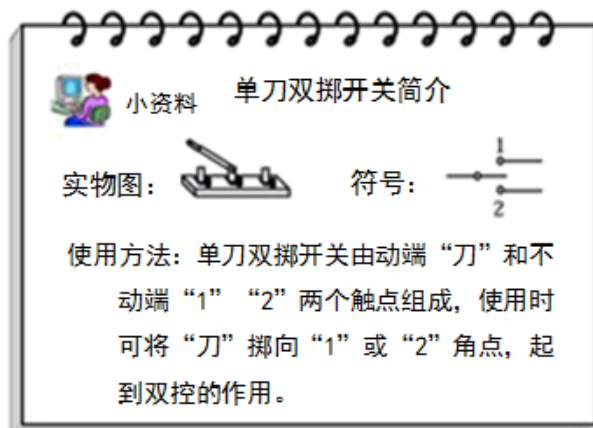 小资料 单刀双掷开关简介
实物图： 符号： 1
2
使用方法：单刀双掷开关由动端“刀”和不
动端“1”“2”两个触点组成，使用时
可将“刀”掷向“1”或“2”角点，起
到双控的作用。